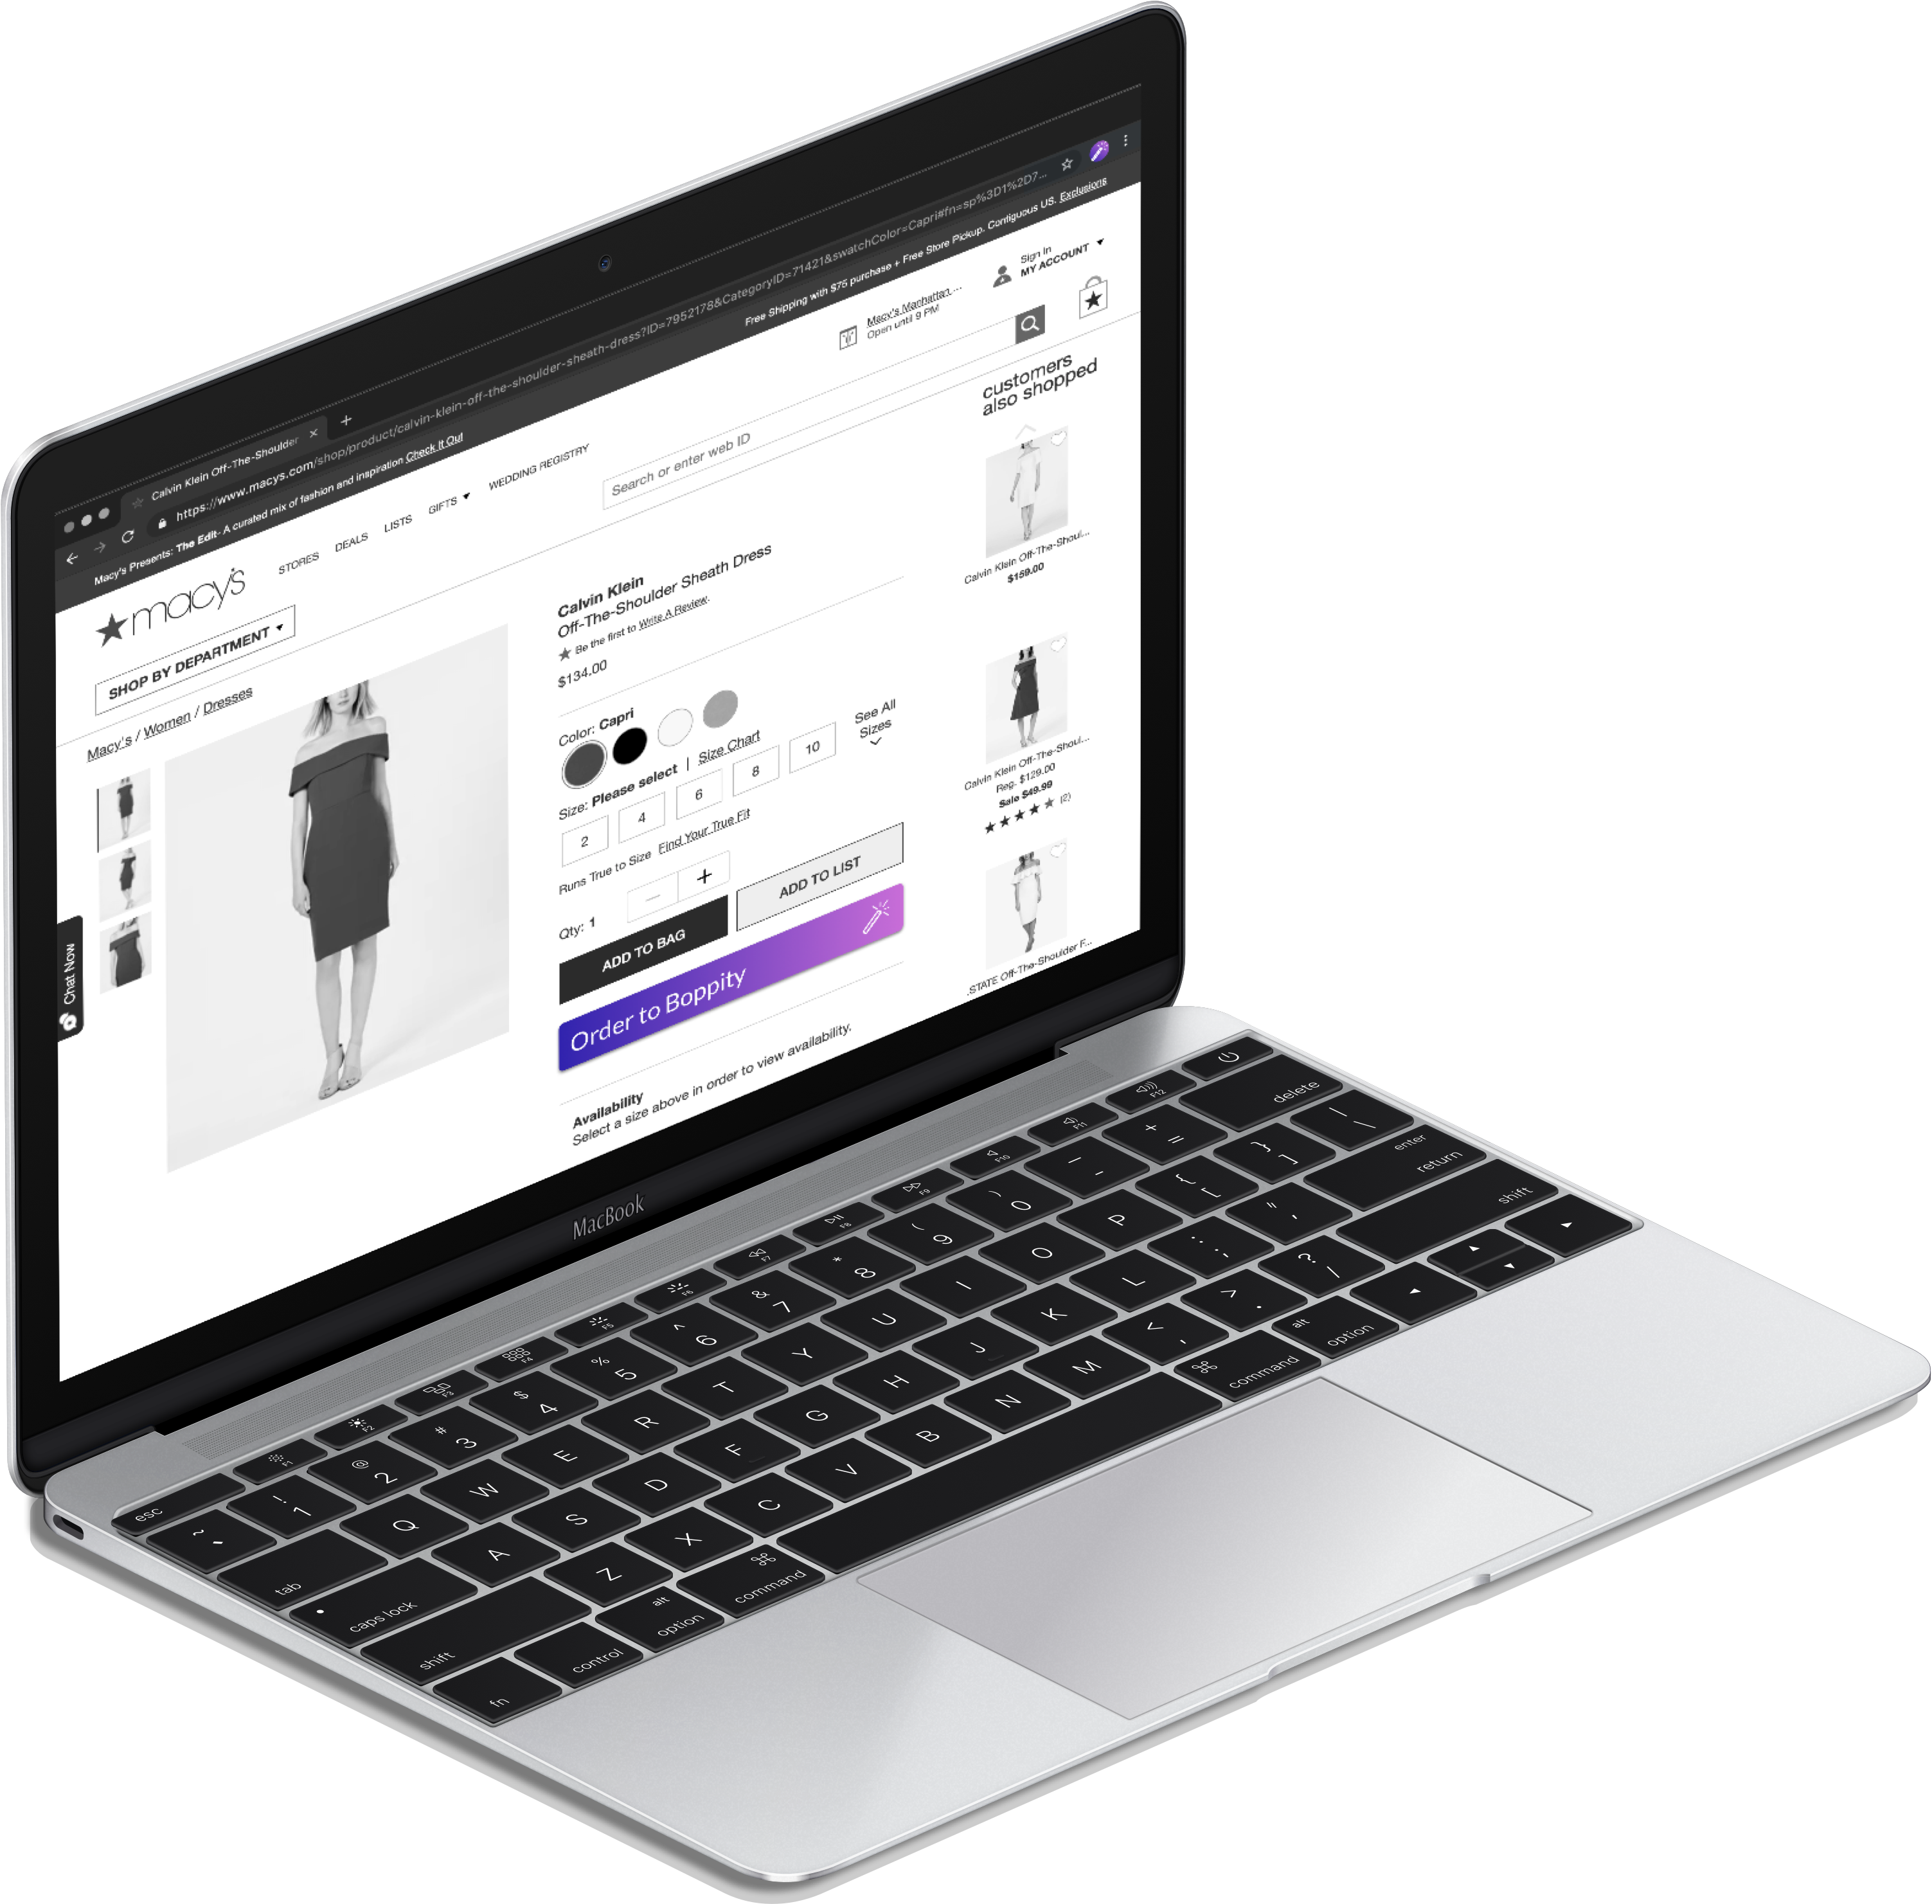 Calvin Klein Off-The-Shoulder
https://www.macys.com/shop/product/calvin-klein-off-the-shoulder-sheath-dress?ID=7952178&CategoryID=71421&swatchColor=Capri#fn=sp%3D1%2D7...
Macy's Presents: The Edit- A curated mix of fashion and inspiration Check It Out
Free Shipping with $75 purchase + Free Store Pickup. Contiguous US. Exclusions
macy's
STORES
DEALS
LISTS
GIFTS
WEDDING REGISTRY
Macy's Manhattan ...
Open until 9 PM
Sign In
MY ACCOUNT
SHOP BY DEPARTMENT
Search or enter web ID
Macy's / Women / Dresses
Calvin Klein
Off-The-Shoulder Sheath Dress
Be the first to Write A Review.
$134.00
Color: Capri
Size: Please select | Size Chart
2
4
6
8
10
See All
Sizes
Runs True to Size Find Your True Fit
Qty: 1
− +
ADD TO BAG
ADD TO LIST
Order to Boppity
Availability
Select a size above in order to view availability.
customers
also shopped
Calvin Klein Off-The-Shoul...
$159.00
Calvin Klein Off-The-Shoul...
Reg. $129.00
Sale $49.99
(2)
.STATE Off-The-Shoulder F...
Chat Now
MacBook
esc F1 F2 F3 F4 F5 F6 F7 F8 F9 F10 F11 F12
~ ! 1 @ 2 # 3 $ 4 % 5 ^ 6 & 7 * 8 ( 9 ) 0 _ - + = delete
tab Q W E R T Y U I O P { [ } ] | \
caps lock A S D F G H J K L : ; " ' enter return
shift Z X C V B N M < , > . ? / shift
fn control alt option ⌘ command ⌘ command alt option